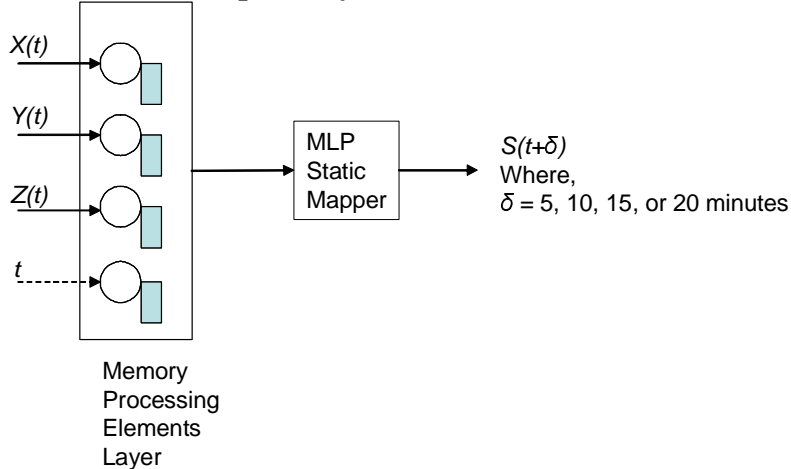 X(t)
Y(t)
Z(t)
t
MLP
Static
Mapper
S(t+δ)
Where,
δ = 5, 10, 15, or 20 minutes
Memory
Processing
Elements
Layer